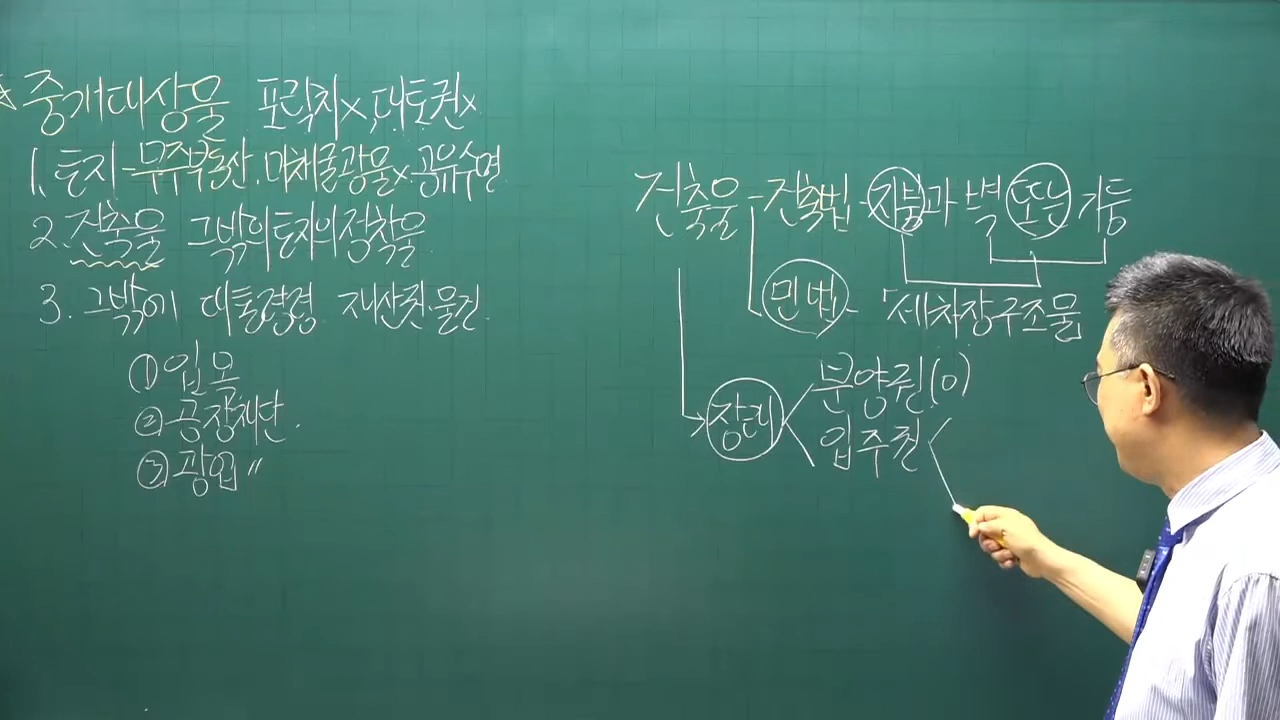 ☆중개대상물 포락지×, 대토권×
1. 토지-무주부동산. 미채굴광물×. 공유수면
2. 건축물 그밖의토지의정착물
3. 그밖에 대통령령 재산권·물건
① 입목
② 공장재단.
③ 광업 〃
건축물-건축법-지붕과 벽 또는 기둥
민법-「세차장구조물
장래
분양권(○)
입주권